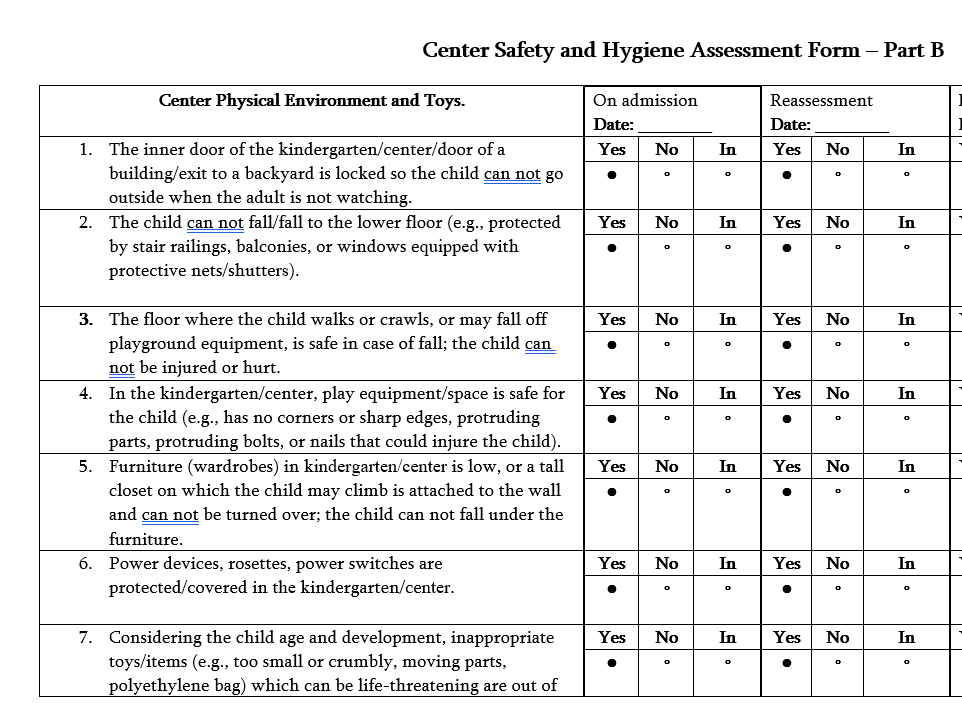 Center Safety and Hygiene Assessment Form – Part B
Center Physical Environment and Toys.
On admission
Date: ________
Reassessment
Date: ________
1. The inner door of the kindergarten/center/door of a
building/exit to a backyard is locked so the child can not go
outside when the adult is not watching.
Yes No In Yes No In
2. The child can not fall/fall to the lower floor (e.g., protected
by stair railings, balconies, or windows equipped with
protective nets/shutters).
Yes No In Yes No In
3. The floor where the child walks or crawls, or may fall off
playground equipment, is safe in case of fall; the child can
not be injured or hurt.
Yes No In Yes No In
4. In the kindergarten/center, play equipment/space is safe for
the child (e.g., has no corners or sharp edges, protruding
parts, protruding bolts, or nails that could injure the child).
Yes No In Yes No In
5. Furniture (wardrobes) in kindergarten/center is low, or a tall
closet on which the child may climb is attached to the wall
and can not be turned over; the child can not fall under the
furniture.
Yes No In Yes No In
6. Power devices, rosettes, power switches are
protected/covered in the kindergarten/center.
Yes No In Yes No In
7. Considering the child age and development, inappropriate
toys/items (e.g., too small or crumbly, moving parts,
polyethylene bag) which can be life-threatening are out of
Yes No In Yes No In